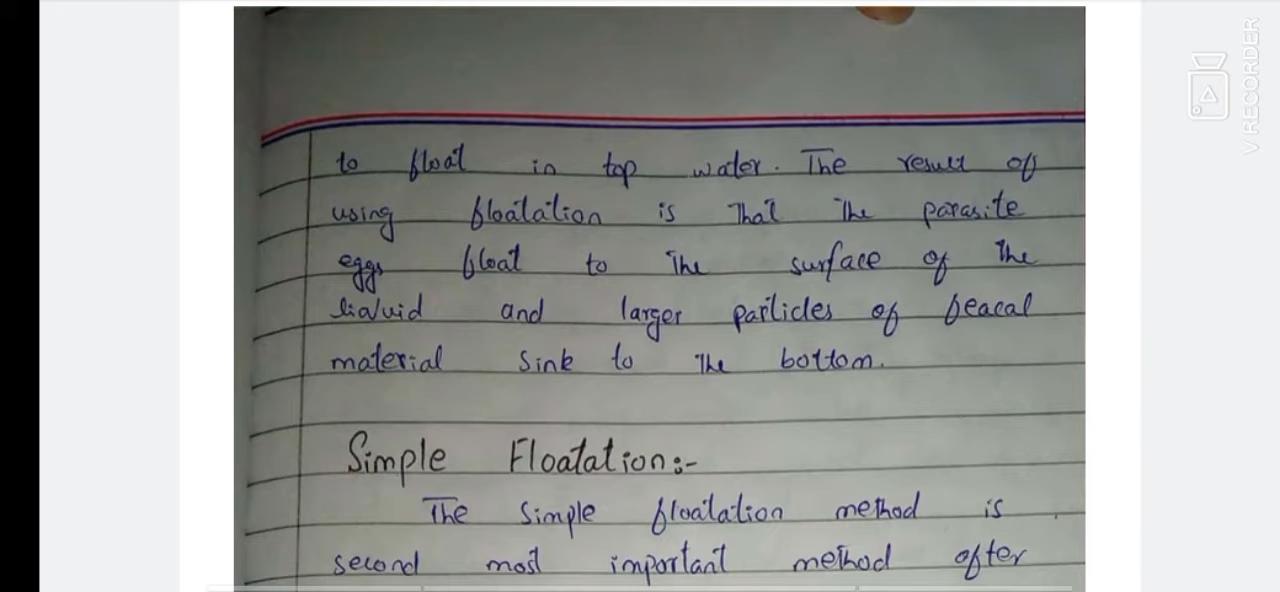 to float in top water. The result of
using floatation is that the parasite
eggs float to the surface of the
liquid and larger particles of feacal
material sink to the bottom.
Simple Floatation:-
The simple floatation method is
second most important method after
V RECORDER